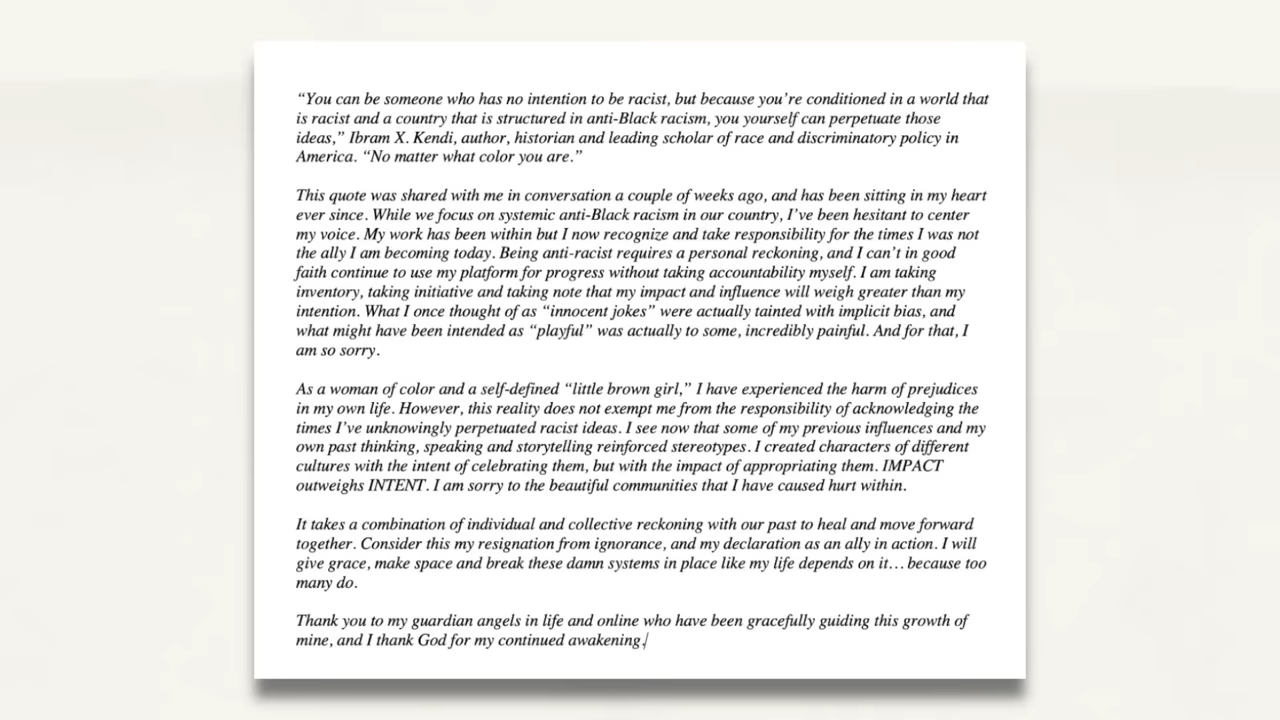 “You can be someone who has no intention to be racist, but because you’re conditioned in a world that
is racist and a country that is structured in anti-Black racism, you yourself can perpetuate those
ideas,” Ibram X. Kendi, author, historian and leading scholar of race and discriminatory policy in
America. “No matter what color you are.”
This quote was shared with me in conversation a couple of weeks ago, and has been sitting in my heart
ever since. While we focus on systemic anti-Black racism in our country, I’ve been hesitant to center
my voice. My work has been within but I now recognize and take responsibility for the times I was not
the ally I am becoming today. Being anti-racist requires a personal reckoning, and I can’t in good
faith continue to use my platform for progress without taking accountability myself. I am taking
inventory, taking initiative and taking note that my impact and influence will weigh greater than my
intention. What I once thought of as “innocent jokes” were actually tainted with implicit bias, and
what might have been intended as “playful” was actually to some, incredibly painful. And for that, I
am so sorry.
As a woman of color and a self-defined “little brown girl,” I have experienced the harm of prejudices
in my own life. However, this reality does not exempt me from the responsibility of acknowledging the
times I’ve unknowingly perpetuated racist ideas. I see now that some of my previous influences and my
own past thinking, speaking and storytelling reinforced stereotypes. I created characters of different
cultures with the intent of celebrating them, but with the impact of appropriating them. IMPACT
outweighs INTENT. I am sorry to the beautiful communities that I have caused hurt within.
It takes a combination of individual and collective reckoning with our past to heal and move forward
together. Consider this my resignation from ignorance, and my declaration as an ally in action. I will
give grace, make space and break these damn systems in place like my life depends on it… because too
many do.
Thank you to my guardian angels in life and online who have been gracefully guiding this growth of
mine, and I thank God for my continued awakening.